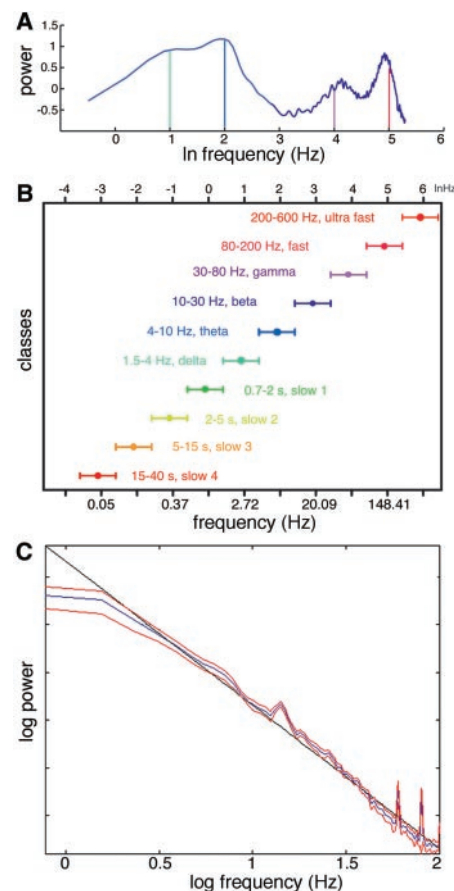 A
1.5
1
0.5
0
-0.5
power
0 1 2 3 4 5 6
ln frequency (Hz)
B
-4 -3 -2 -1 0 1 2 3 4 5 6 lnHz
200-600 Hz, ultra fast
80-200 Hz, fast
30-80 Hz, gamma
10-30 Hz, beta
4-10 Hz, theta
1.5-4 Hz, delta
0.7-2 s, slow 1
2-5 s, slow 2
5-15 s, slow 3
15-40 s, slow 4
classes
0.05 0.37 2.72 20.09 148.41
frequency (Hz)
C
log power
0 0.5 1 1.5 2
log frequency (Hz)